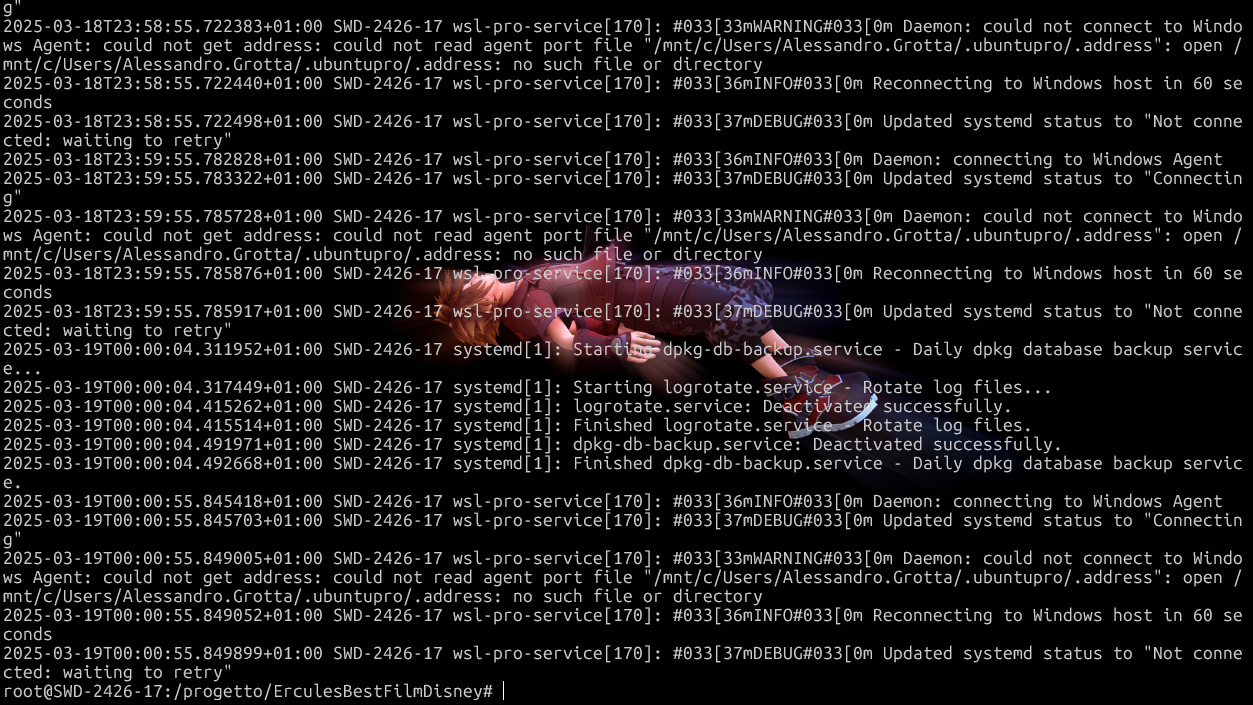 g"
2025-03-18T23:58:55.722383+01:00 SWD-2426-17 wsl-pro-service[170]: #033[33mWARNING#033[0m Daemon: could not connect to Windo
ws Agent: could not get address: could not read agent port file "/mnt/c/Users/Alessandro.Grotta/.ubuntupro/.address": open /
mnt/c/Users/Alessandro.Grotta/.ubuntupro/.address: no such file or directory
2025-03-18T23:58:55.722440+01:00 SWD-2426-17 wsl-pro-service[170]: #033[36mINFO#033[0m Reconnecting to Windows host in 60 se
conds
2025-03-18T23:58:55.722498+01:00 SWD-2426-17 wsl-pro-service[170]: #033[37mDEBUG#033[0m Updated systemd status to "Not conne
cted: waiting to retry"
2025-03-18T23:59:55.782828+01:00 SWD-2426-17 wsl-pro-service[170]: #033[36mINFO#033[0m Daemon: connecting to Windows Agent
2025-03-18T23:59:55.783322+01:00 SWD-2426-17 wsl-pro-service[170]: #033[37mDEBUG#033[0m Updated systemd status to "Connectin
g"
2025-03-18T23:59:55.785728+01:00 SWD-2426-17 wsl-pro-service[170]: #033[33mWARNING#033[0m Daemon: could not connect to Windo
ws Agent: could not get address: could not read agent port file "/mnt/c/Users/Alessandro.Grotta/.ubuntupro/.address": open /
mnt/c/Users/Alessandro.Grotta/.ubuntupro/.address: no such file or directory
2025-03-18T23:59:55.785876+01:00 SWD-2426-17 wsl-pro-service[170]: #033[36mINFO#033[0m Reconnecting to Windows host in 60 se
conds
2025-03-18T23:59:55.785917+01:00 SWD-2426-17 wsl-pro-service[170]: #033[37mDEBUG#033[0m Updated systemd status to "Not conne
cted: waiting to retry"
2025-03-19T00:00:04.311952+01:00 SWD-2426-17 systemd[1]: Starting dpkg-db-backup.service - Daily dpkg database backup servic
e...
2025-03-19T00:00:04.317449+01:00 SWD-2426-17 systemd[1]: Starting logrotate.service - Rotate log files...
2025-03-19T00:00:04.415262+01:00 SWD-2426-17 systemd[1]: logrotate.service: Deactivated successfully.
2025-03-19T00:00:04.415514+01:00 SWD-2426-17 systemd[1]: Finished logrotate.service - Rotate log files.
2025-03-19T00:00:04.491971+01:00 SWD-2426-17 systemd[1]: dpkg-db-backup.service: Deactivated successfully.
2025-03-19T00:00:04.492668+01:00 SWD-2426-17 systemd[1]: Finished dpkg-db-backup.service - Daily dpkg database backup servic
e.
2025-03-19T00:00:55.845418+01:00 SWD-2426-17 wsl-pro-service[170]: #033[36mINFO#033[0m Daemon: connecting to Windows Agent
2025-03-19T00:00:55.845703+01:00 SWD-2426-17 wsl-pro-service[170]: #033[37mDEBUG#033[0m Updated systemd status to "Connectin
g"
2025-03-19T00:00:55.849005+01:00 SWD-2426-17 wsl-pro-service[170]: #033[33mWARNING#033[0m Daemon: could not connect to Windo
ws Agent: could not get address: could not read agent port file "/mnt/c/Users/Alessandro.Grotta/.ubuntupro/.address": open /
mnt/c/Users/Alessandro.Grotta/.ubuntupro/.address: no such file or directory
2025-03-19T00:00:55.849052+01:00 SWD-2426-17 wsl-pro-service[170]: #033[36mINFO#033[0m Reconnecting to Windows host in 60 se
conds
2025-03-19T00:00:55.849899+01:00 SWD-2426-17 wsl-pro-service[170]: #033[37mDEBUG#033[0m Updated systemd status to "Not conne
cted: waiting to retry"
root@SWD-2426-17:/progetto/ErculesBestFilmDisney#